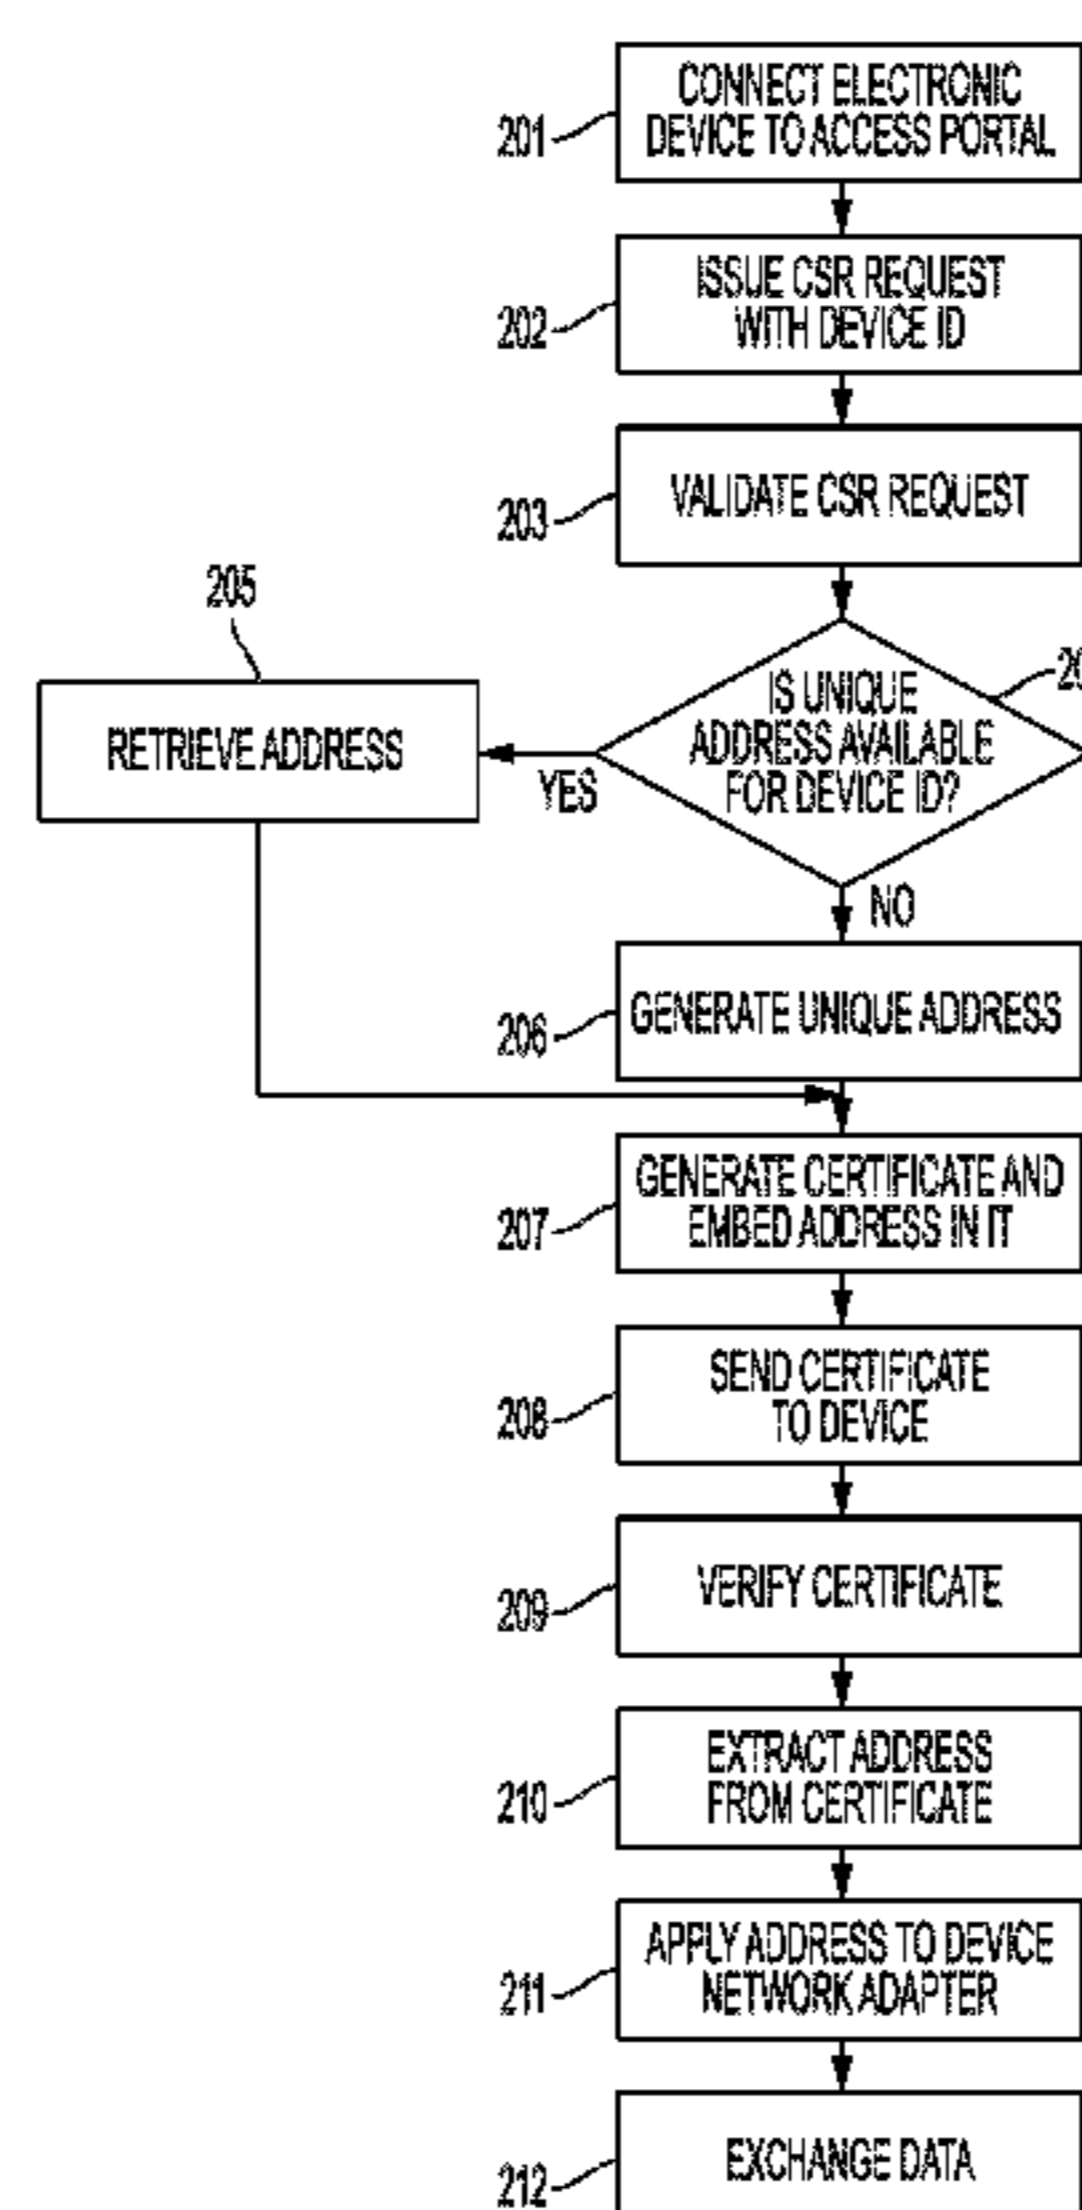 CONNECT ELECTRONIC
DEVICE TO ACCESS PORTAL
201
ISSUE CSR REQUEST
WITH DEVICE ID
202
VALIDATE CSR REQUEST
203
205
RETRIEVE ADDRESS
YES
IS UNIQUE
ADDRESS AVAILABLE
FOR DEVICE ID?
NO
GENERATE UNIQUE ADDRESS
206
GENERATE CERTIFICATE AND
EMBED ADDRESS IN IT
207
SEND CERTIFICATE
TO DEVICE
208
VERIFY CERTIFICATE
209
EXTRACT ADDRESS
FROM CERTIFICATE
210
APPLY ADDRESS TO DEVICE
NETWORK ADAPTER
211
EXCHANGE DATA
212